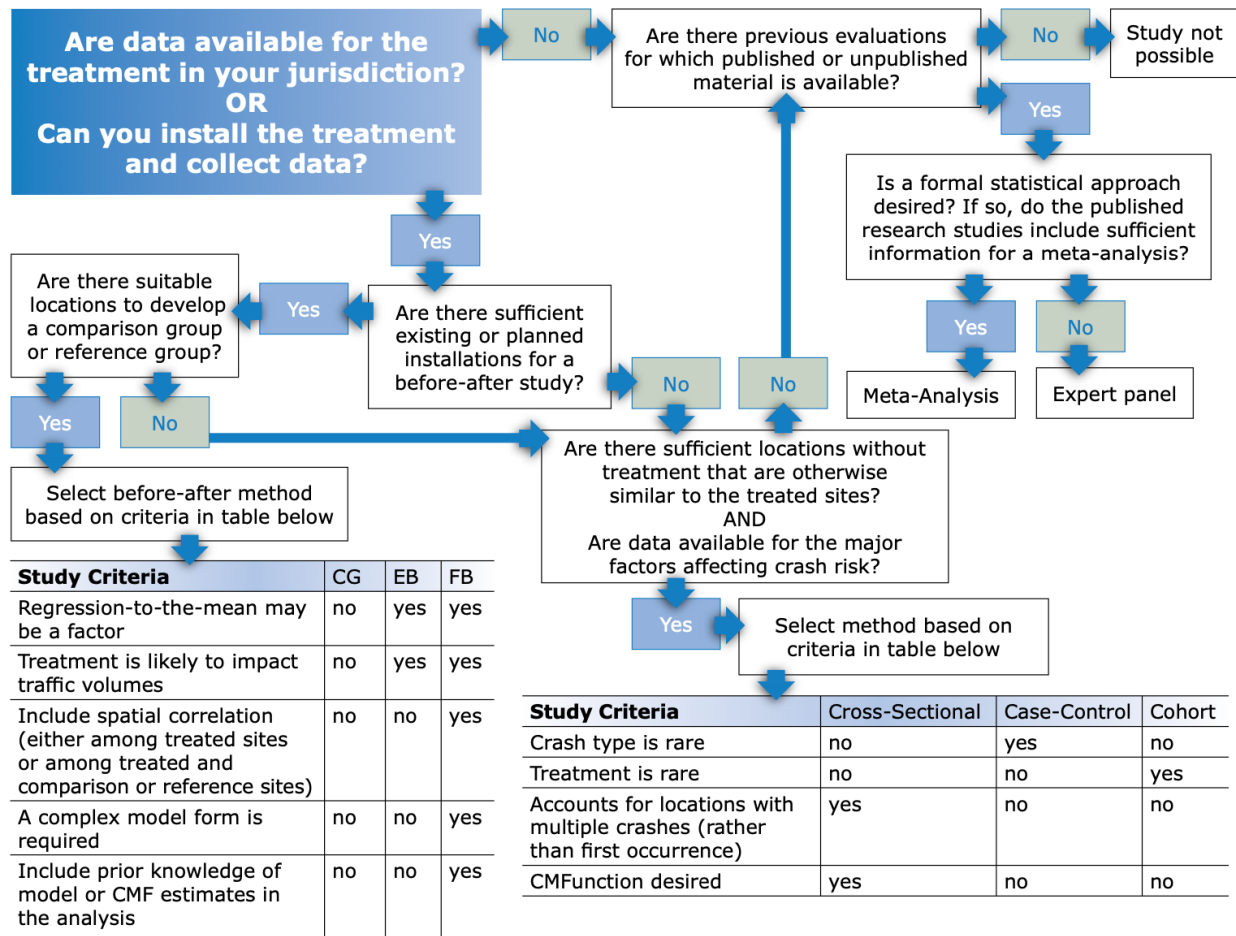 Are data available for the
treatment in your jurisdiction?
OR
Can you install the treatment
and collect data?
No
Are there previous evaluations
for which published or unpublished
material is available?
No
Study not
possible
Yes
Is a formal statistical approach
desired? If so, do the published
research studies include sufficient
information for a meta-analysis?
Yes
No
Meta-Analysis
Expert panel
Yes
Are there sufficient
existing or planned
installations for a
before-after study?
Yes
Are there suitable
locations to develop
a comparison group
or reference group?
No
No
Yes
No
Are there sufficient locations without
treatment that are otherwise
similar to the treated sites?
AND
Are data available for the major
factors affecting crash risk?
Select before-after method
based on criteria in table below
Yes
Select method based on
criteria in table below
Study Criteria CG EB FB
Regression-to-the-mean may no yes yes
be a factor
Treatment is likely to impact no yes yes
traffic volumes
Include spatial correlation no no yes
(either among treated sites
or among treated and
comparison or reference sites)
A complex model form is no no yes
required
Include prior knowledge of no no yes
model or CMF estimates in
the analysis
Study Criteria Cross-Sectional Case-Control Cohort
Crash type is rare no yes no
Treatment is rare no no yes
Accounts for locations with yes no no
multiple crashes (rather
than first occurrence)
CMFunction desired yes no no